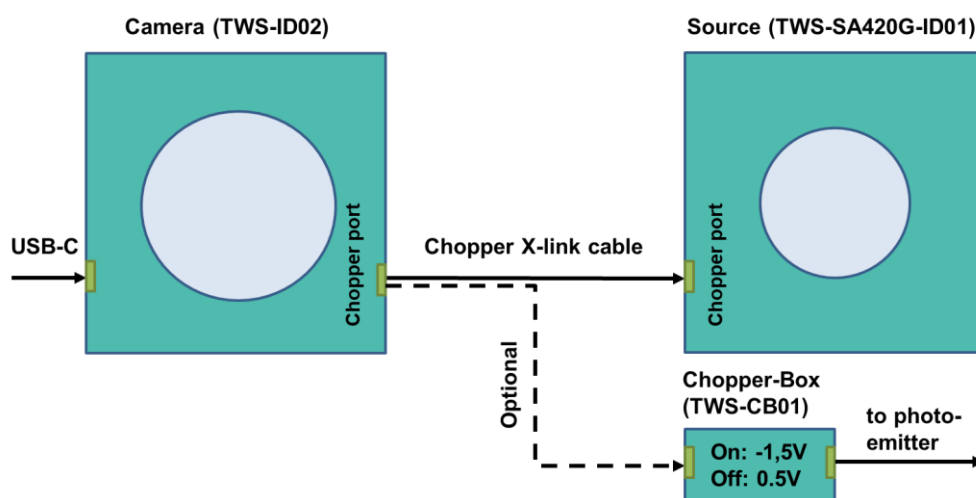 Camera (TWS-ID02)
Source (TWS-SA420G-ID01)
USB-C
Chopper port
Chopper X-link cable
Chopper port
Optional
Chopper-Box
(TWS-CB01)
On: -1,5V
Off: 0.5V
to photo-
emitter